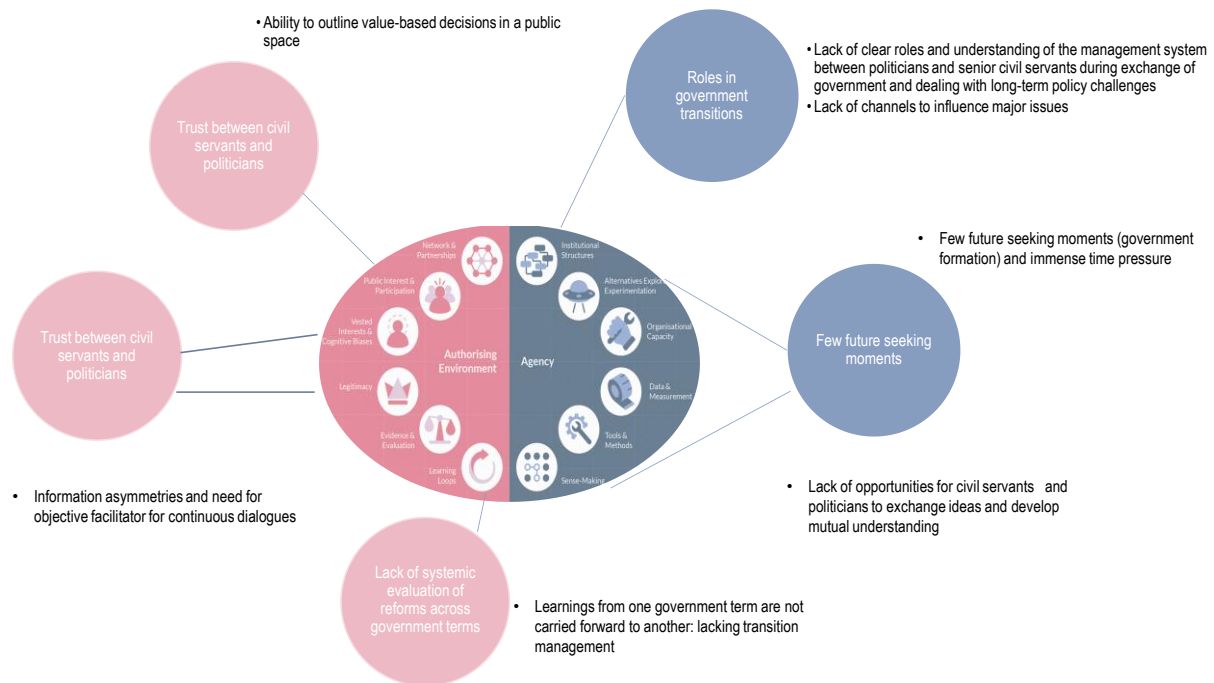 • Ability to outline value-based decisions in a public
space
Trust between civil
servants and
politicians
Roles in
government
transitions
• Lack of clear roles and understanding of the management system
between politicians and senior civil servants during exchange of
government and dealing with long-term policy challenges
• Lack of channels to influence major issues
Trust between civil
servants and
politicians
Network &
Partnerships
Public Interest &
Participation
Vested
Interests &
Cognitive Biases
Authorising
Environment
Legitimacy
Evidence &
Evaluation
Learning
Loops
Institutional
Structures
Alternatives Explor
Experimentation
Organisational
Capacity
Agency
Data &
Measurement
Tools &
Methods
Sense-Making
• Few future seeking moments (government
formation) and immense time pressure
Few future seeking
moments
• Information asymmetries and need for
objective facilitator for continuous dialogues
• Lack of opportunities for civil servants and
politicians to exchange ideas and develop
mutual understanding
Lack of systemic
evaluation of
reforms across
government terms
• Learnings from one government term are not
carried forward to another: lacking transition
management